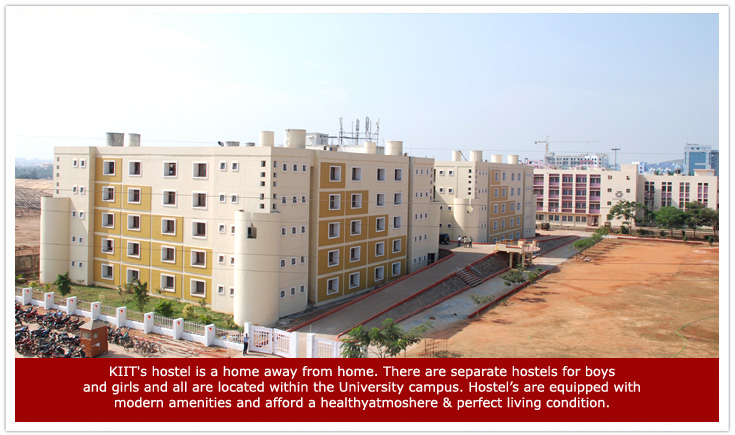 KIIT's hostel is a home away from home. There are separate hostels for boys
and girls and all are located within the University campus. Hostel’s are equipped with
modern amenities and afford a healthyatmoshere & perfect living condition.